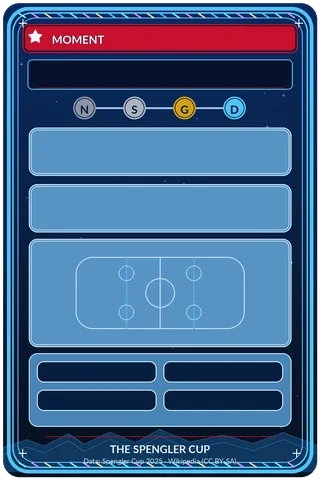 MOMENT
N S G D
THE SPENGLER CUP
Data: Spengler Cup 2025 - Wikipedia (CC BY-SA)